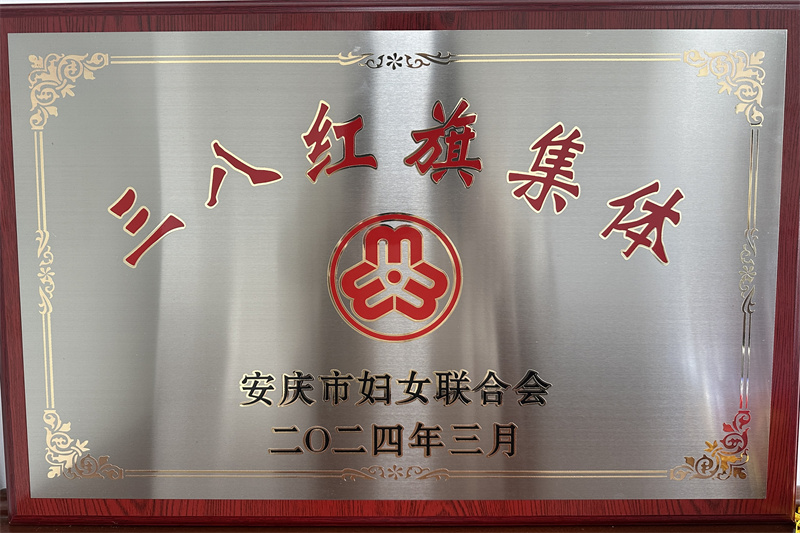 三八红旗集体
安庆市妇女联合会
二〇二四年三月